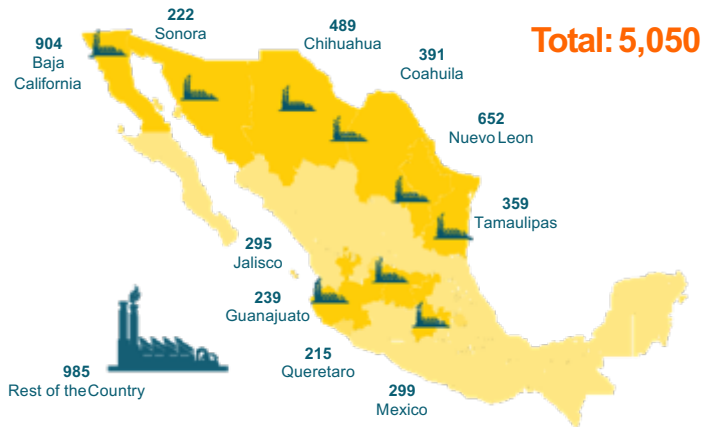 Total: 5,050
904
Baja
California
222
Sonora
489
Chihuahua
391
Coahuila
652
Nuevo Leon
359
Tamaulipas
295
Jalisco
239
Guanajuato
215
Queretaro
299
Mexico
985
Rest of the Country